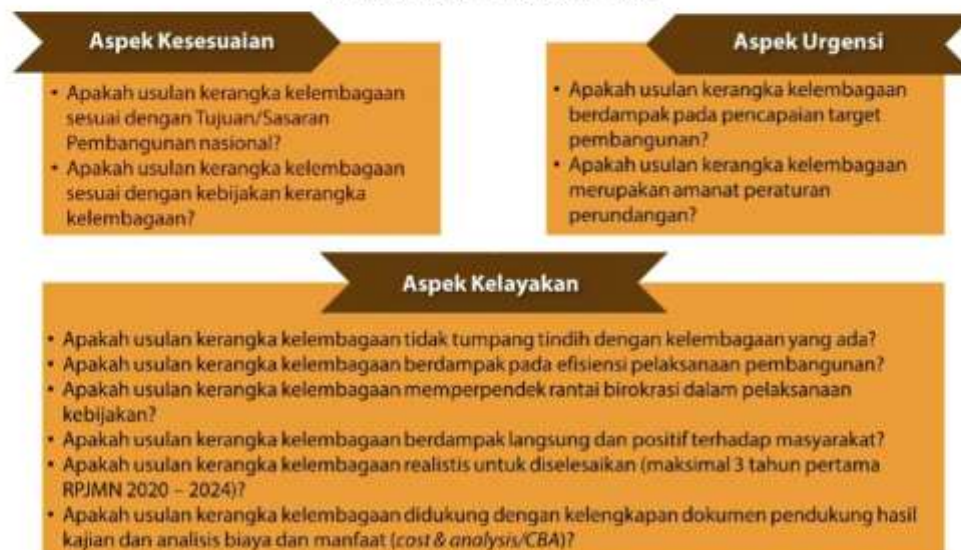 Aspek Kesesuaian
• Apakah usulan kerangka kelembagaan
sesuai dengan Tujuan/Sasaran
Pembangunan nasional?
• Apakah usulan kerangka kelembagaan
sesuai dengan kebijakan kerangka
kelembagaan?
Aspek Urgensi
• Apakah usulan kerangka kelembagaan
berdampak pada pencapaian target
pembangunan?
• Apakah usulan kerangka kelembagaan
merupakan amanat peraturan
perundangan?
Aspek Kelayakan
• Apakah usulan kerangka kelembagaan tidak tumpang tindih dengan kelembagaan yang ada?
• Apakah usulan kerangka kelembagaan berdampak pada efisiensi pelaksanaan pembangunan?
• Apakah usulan kerangka kelembagaan memperpendek rantai birokrasi dalam pelaksanaan
kebijakan?
• Apakah usulan kerangka kelembagaan berdampak langsung dan positif terhadap masyarakat?
• Apakah usulan kerangka kelembagaan realistis untuk diselesaikan (maksimal 3 tahun pertama
RPJMN 2020 – 2024)?
• Apakah usulan kerangka kelembagaan didukung dengan kelengkapan dokumen pendukung hasil
kajian dan analisis biaya dan manfaat (cost & analysis/CBA)?